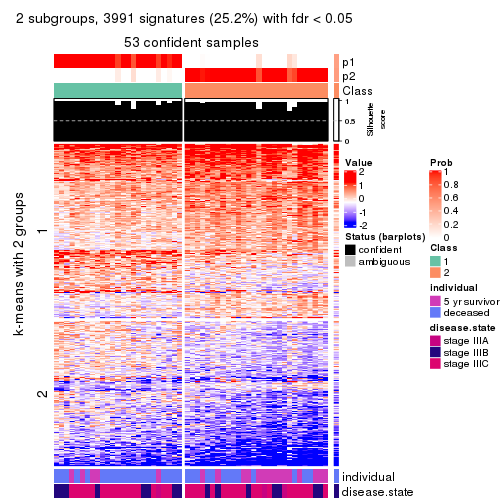 2 subgroups, 3991 signatures (25.2%) with fdr < 0.05
53 confident samples
p1
p2
Class
1
0.5
0
Silhouette
score
k-means with 2 groups
1
2
individual
disease.state
Value
2
1
0
-1
-2
Status (barplots)
confident
ambiguous
Prob
1
0.8
0.6
0.4
0.2
0
Class
1
2
individual
5 yr survivor
deceased
disease.state
stage IIIA
stage IIIB
stage IIIC